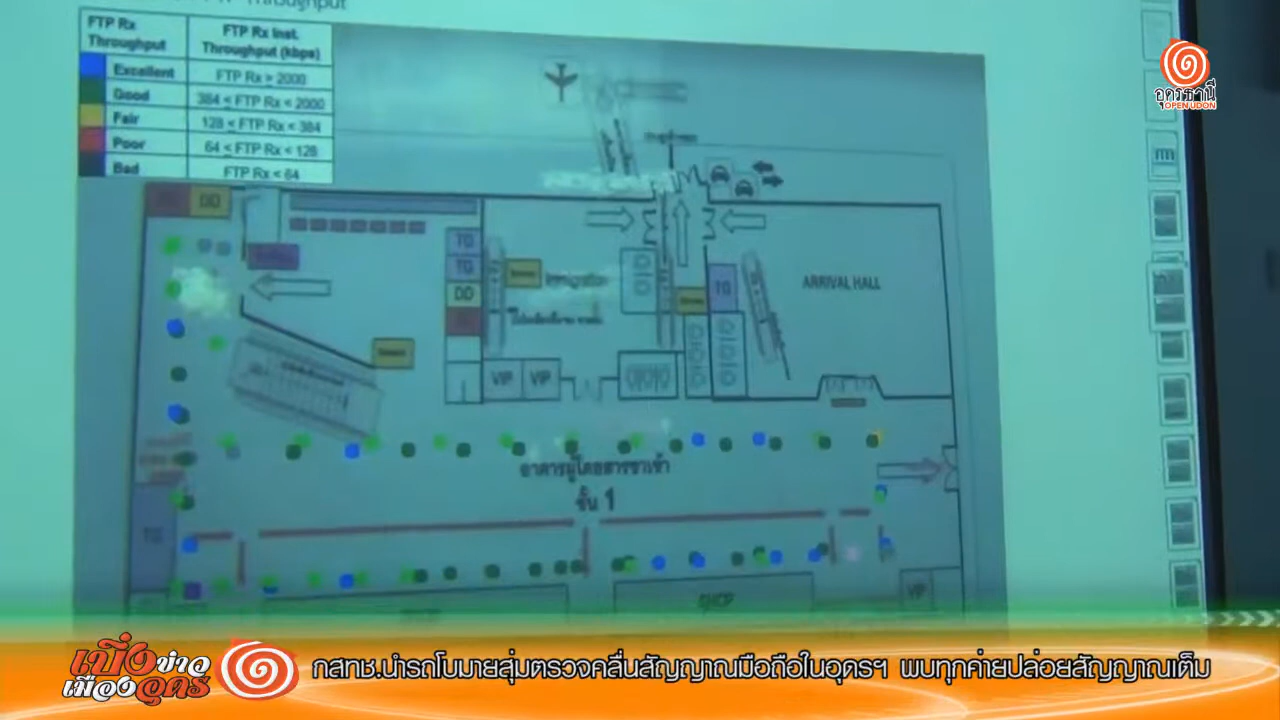 Throughput
FTP Rx Throughput
FTP Rx Inst. Throughput (kbps)
Excellent FTP Rx ≥ 2000
Good 384 < FTP Rx < 2000
Fair 128 < FTP Rx < 384
Poor 64 < FTP Rx < 128
Bad FTP Rx < 64
อุดรธานี
OPEN UDON
DD
TG
TG
DD
TG
ARRIVAL HALL
VIP
VIP
อาคารผู้โดยสารขาเข้า
ชั้น 1
TG
SHOP
VIP
เบิ่งข่าว
เมืองอุดร
กสทช.นำรถโมบายสุ่มตรวจคลื่นสัญญาณมือถือในอุดรฯ พบทุกค่ายปล่อยสัญญาณเต็ม